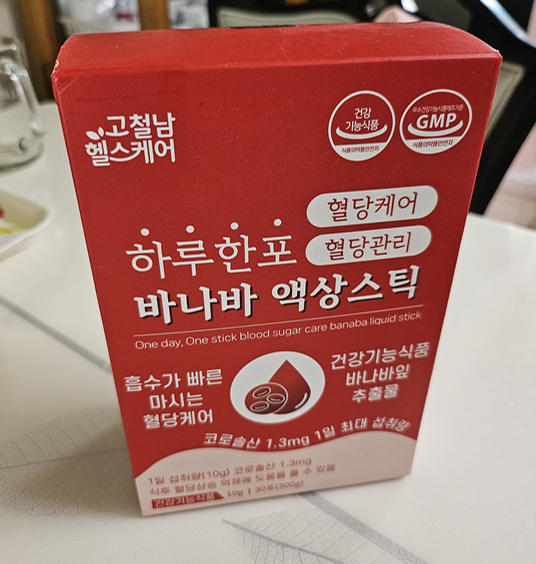 고철남
헬스케어
건강
기능식품
식품의약품안전처
우수건강기능식품제조기준
GMP
식품의약품안전처
혈당케어
하루한포
혈당관리
바나바 액상스틱
One day, One stick blood sugar care banaba liquid stick
흡수가 빠른
마시는
혈당케어
건강기능식품
바나바잎
추출물
코로솔산 1.3mg 1일 최대 섭취량
1일 섭취량(10g) 코로솔산 1.3mg
식후 혈당상승 억제에 도움을 줄 수 있음
건강기능식품
10g | 30포(300g)